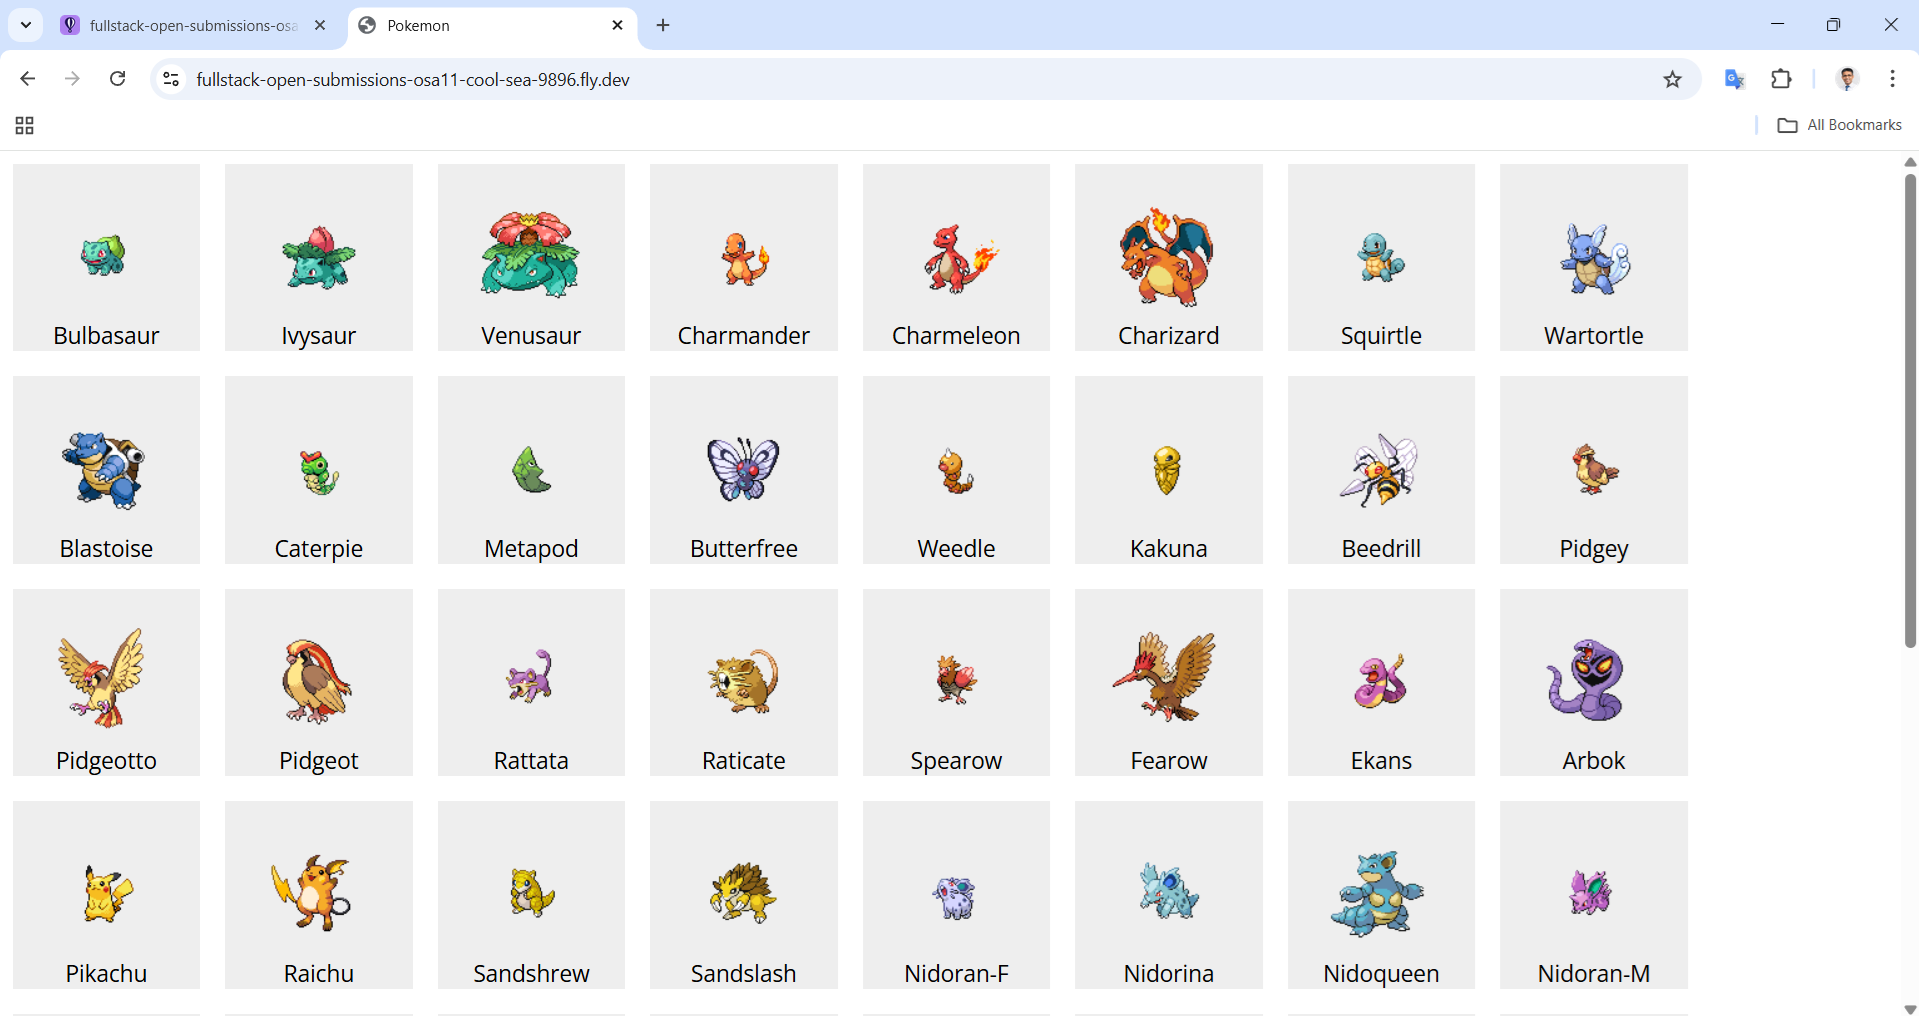 fullstack-open-submissions-osa
Pokemon
fullstack-open-submissions-osa11-cool-sea-9896.fly.dev
All Bookmarks
Bulbasaur Ivysaur Venusaur Charmander Charmeleon Charizard Squirtle Wartortle
Blastoise Caterpie Metapod Butterfree Weedle Kakuna Beedrill Pidgey
Pidgeotto Pidgeot Rattata Raticate Spearow Fearow Ekans Arbok
Pikachu Raichu Sandshrew Sandslash Nidoran-F Nidorina Nidoqueen Nidoran-M